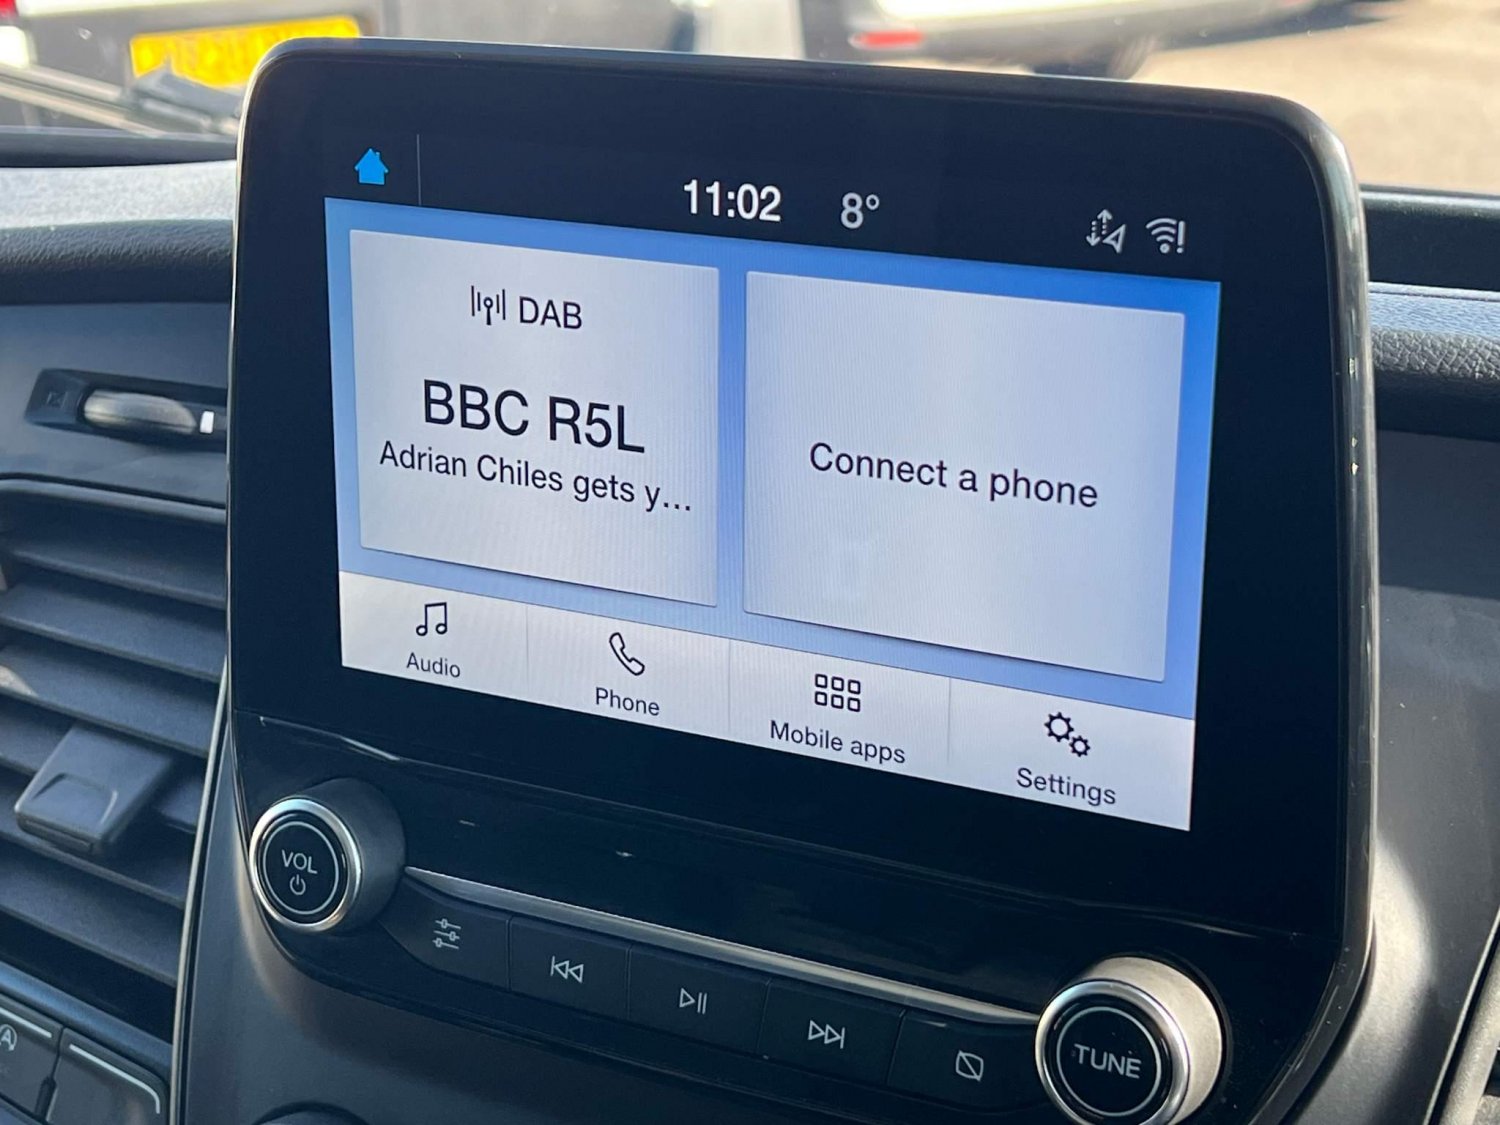 11:02 8°
DAB
BBC R5L
Adrian Chiles gets y...
Connect a phone
Audio
Phone
Mobile apps
Settings
VOL
TUNE